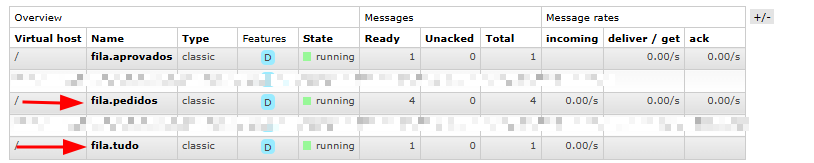 Overview Messages Message rates +/-
Virtual host Name Type Features State Ready Unacked Total incoming deliver / get ack
/ fila.aprovados classic D running 1 0 1 0.00/s 0.00/s
/ fila.pedidos classic D running 4 0 4 0.00/s 0.00/s 0.00/s
/ fila.tudo classic D running 1 0 1 0.00/s